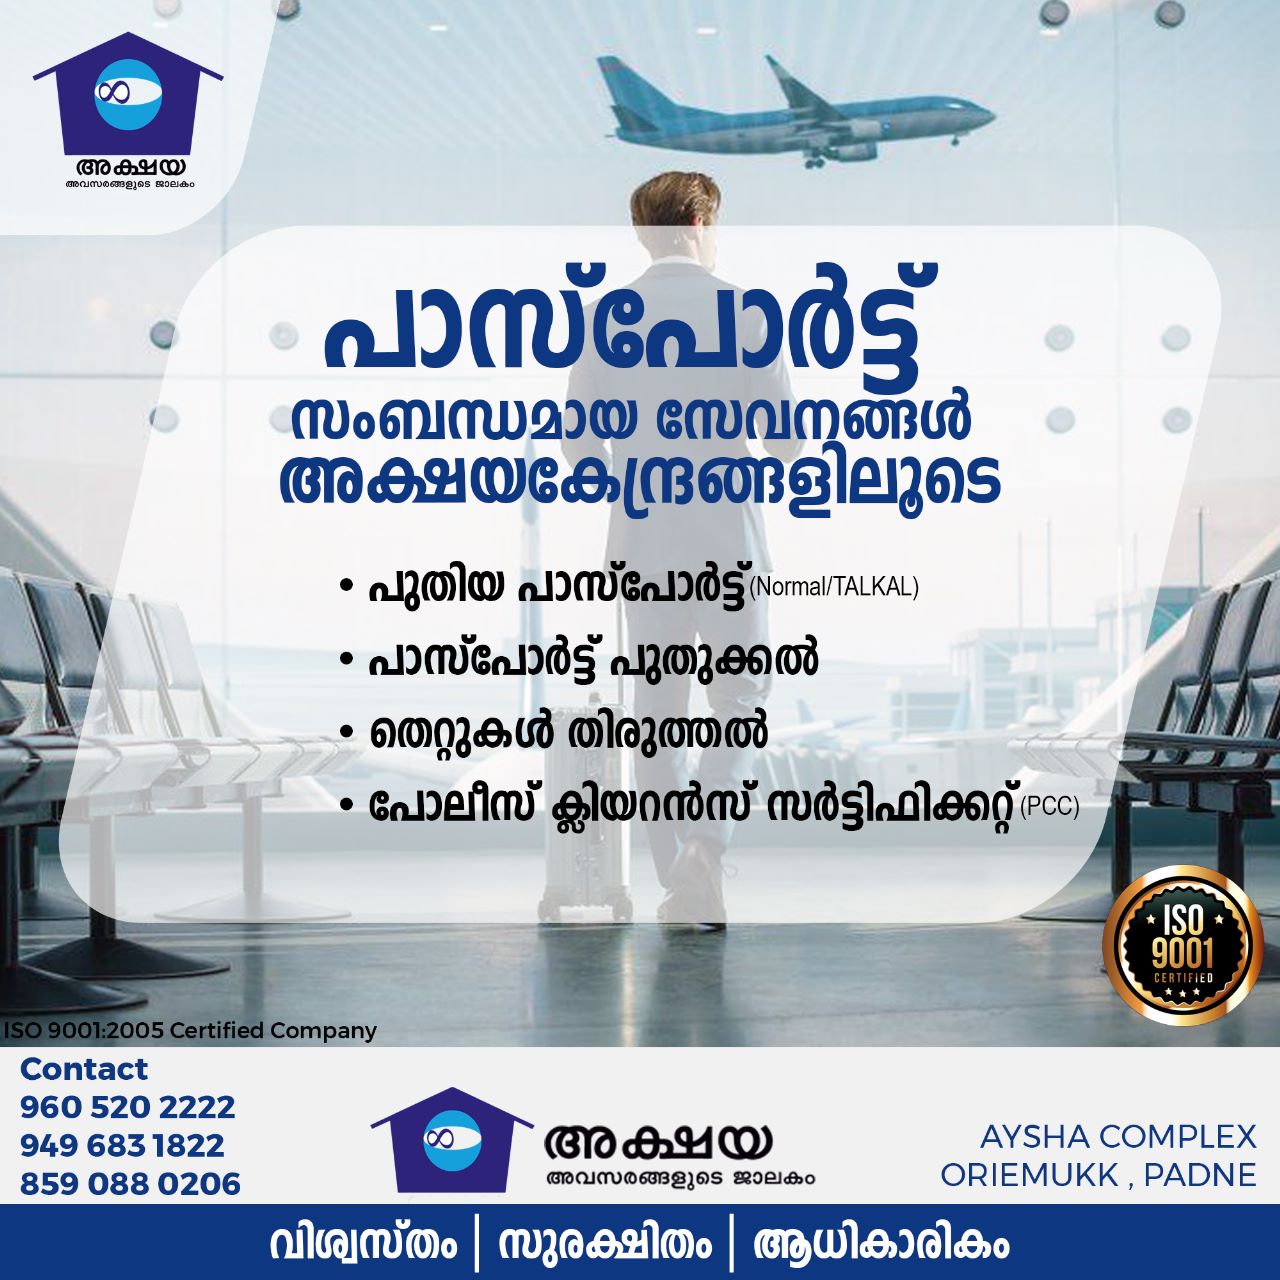 അക്ഷയ
അവസരങ്ങളുടെ ജാലകം
പാസ്പോർട്ട്
സംബന്ധമായ സേവനങ്ങൾ
അക്ഷയകേന്ദ്രങ്ങളിലൂടെ
• പുതിയ പാസ്പോർട്ട് (Normal/TALKAL)
• പാസ്പോർട്ട് പുതുക്കൽ
• തെറ്റുകൾ തിരുത്തൽ
• പോലീസ് ക്ലിയറൻസ് സർട്ടിഫിക്കറ്റ് (PCC)
ISO
9001
CERTIFIED
ISO 9001:2005 Certified Company
Contact
960 520 2222
949 683 1822
859 088 0206
അക്ഷയ
അവസരങ്ങളുടെ ജാലകം
AYSHA COMPLEX
ORIEMUKK , PADNE
വിശ്വസ്തം | സുരക്ഷിതം | ആധികാരികം